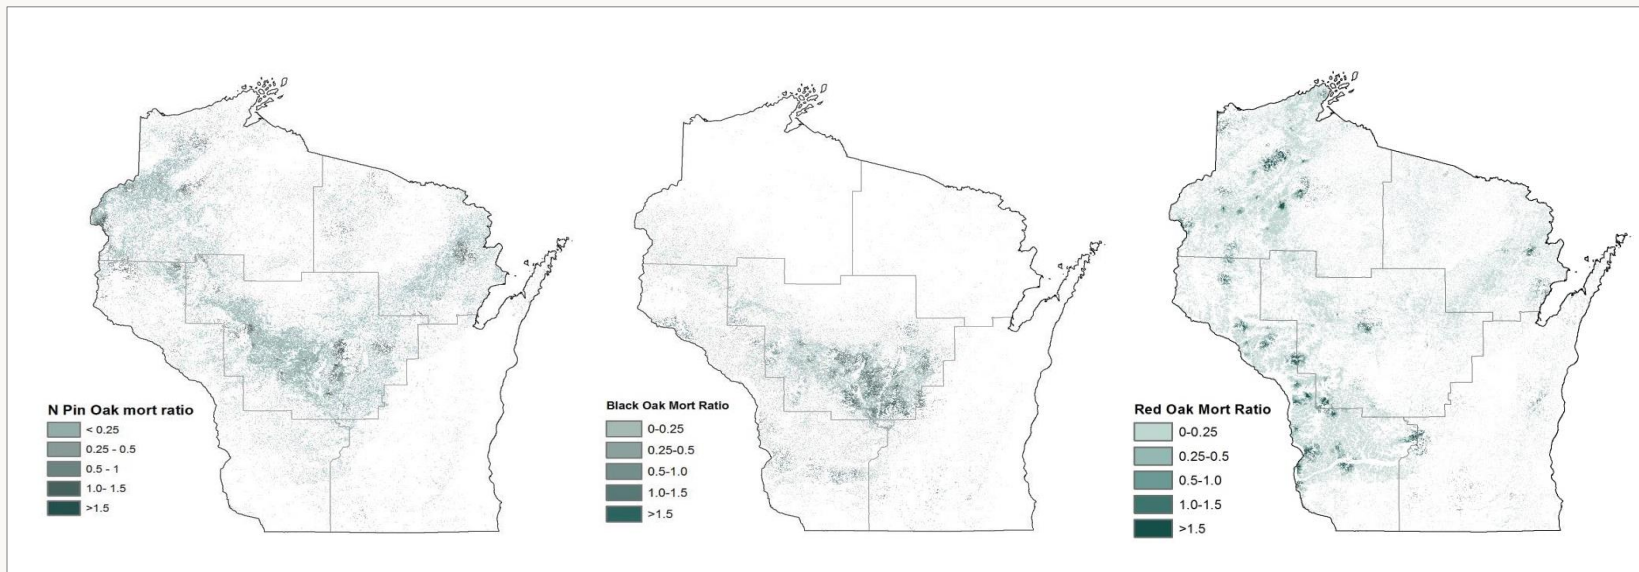 N Pin Oak mort ratio
< 0.25
0.25 - 0.5
0.5 - 1
1.0- 1.5
>1.5
Black Oak Mort Ratio
0-0.25
0.25-0.5
0.5-1.0
1.0-1.5
>1.5
Red Oak Mort Ratio
0-0.25
0.25-0.5
0.5-1.0
1.0-1.5
>1.5